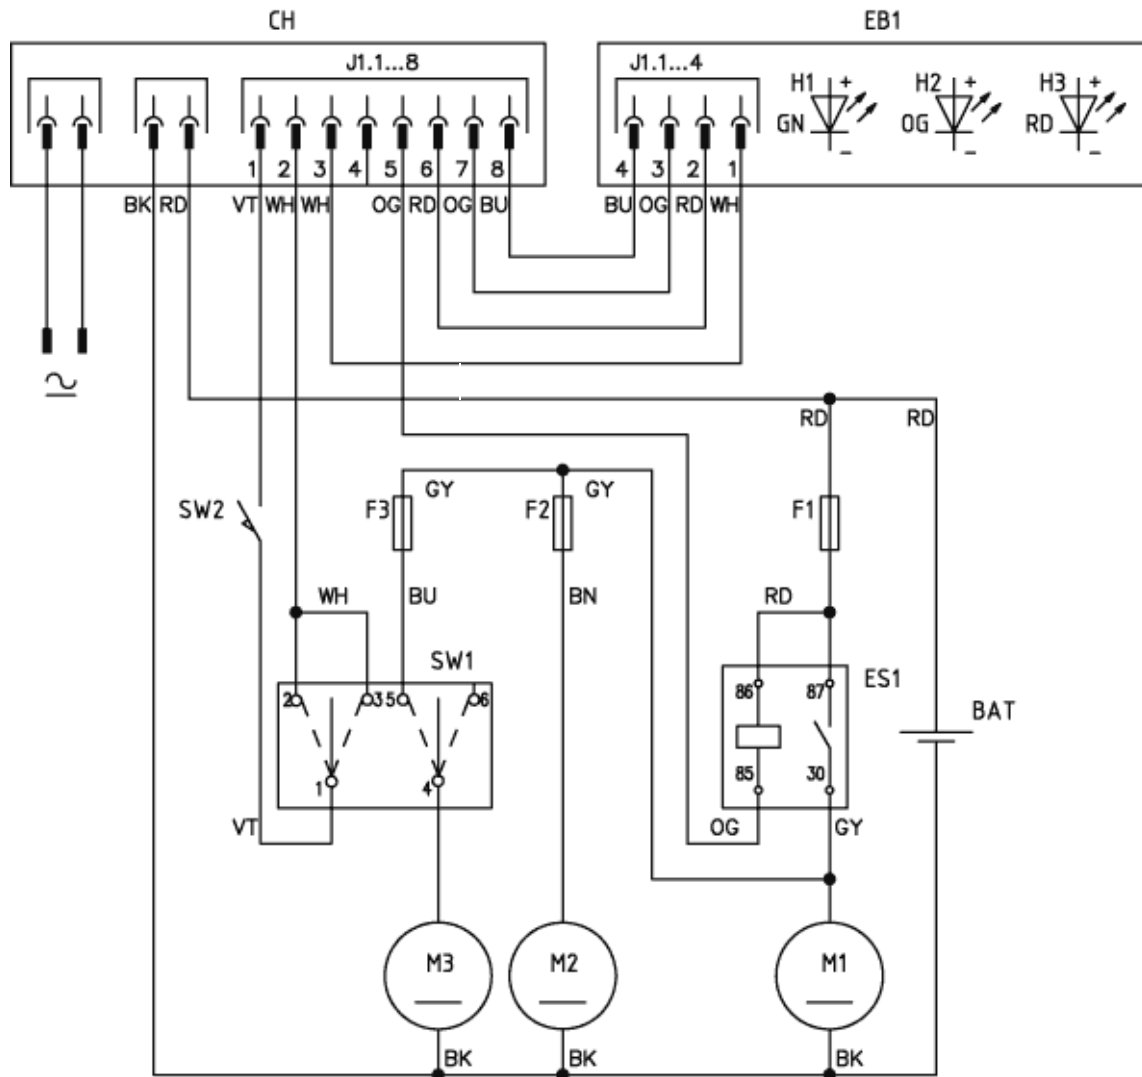 CH EB1
J1.1...8 J1.1...4
H1 + H2 + H3 +
GN OG RD
- - -
1 2 3 4 5 6 7 8 4 3 2 1
BK RD VT WH WH OG RD OG BU BU OG RD WH
RD RD
GY GY
SW2 F3 F2 F1
WH BU BN RD
SW1 ES1
2 3 5 6 86 87
BAT
1 4 85 30
VT OG GY
M3 M2 M1
BK BK BK